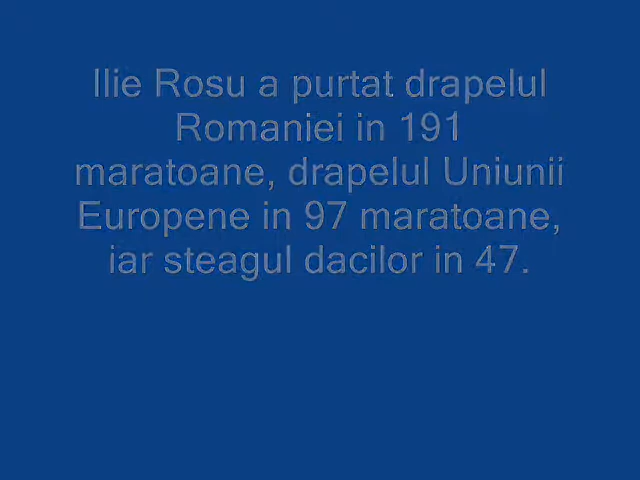 Ilie Rosu a purtat drapelul
Romaniei in 191
maratoane, drapelul Uniunii
Europene in 97 maratoane,
iar steagul dacilor in 47.